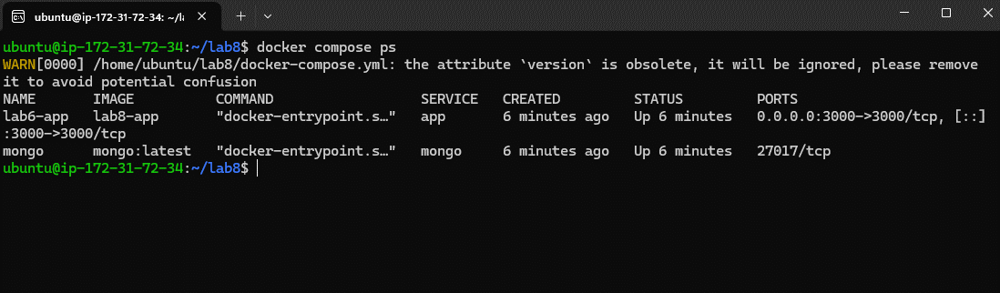 ubuntu@ip-172-31-72-34: ~/la
ubuntu@ip-172-31-72-34:~/lab8$ docker compose ps
WARN[0000] /home/ubuntu/lab8/docker-compose.yml: the attribute `version` is obsolete, it will be ignored, please remove
it to avoid potential confusion
NAME       IMAGE          COMMAND                  SERVICE   CREATED         STATUS         PORTS
lab6-app   lab8-app       "docker-entrypoint.s…"   app       6 minutes ago   Up 6 minutes   0.0.0.0:3000->3000/tcp, [::]
:3000->3000/tcp
mongo      mongo:latest   "docker-entrypoint.s…"   mongo     6 minutes ago   Up 6 minutes   27017/tcp
ubuntu@ip-172-31-72-34:~/lab8$